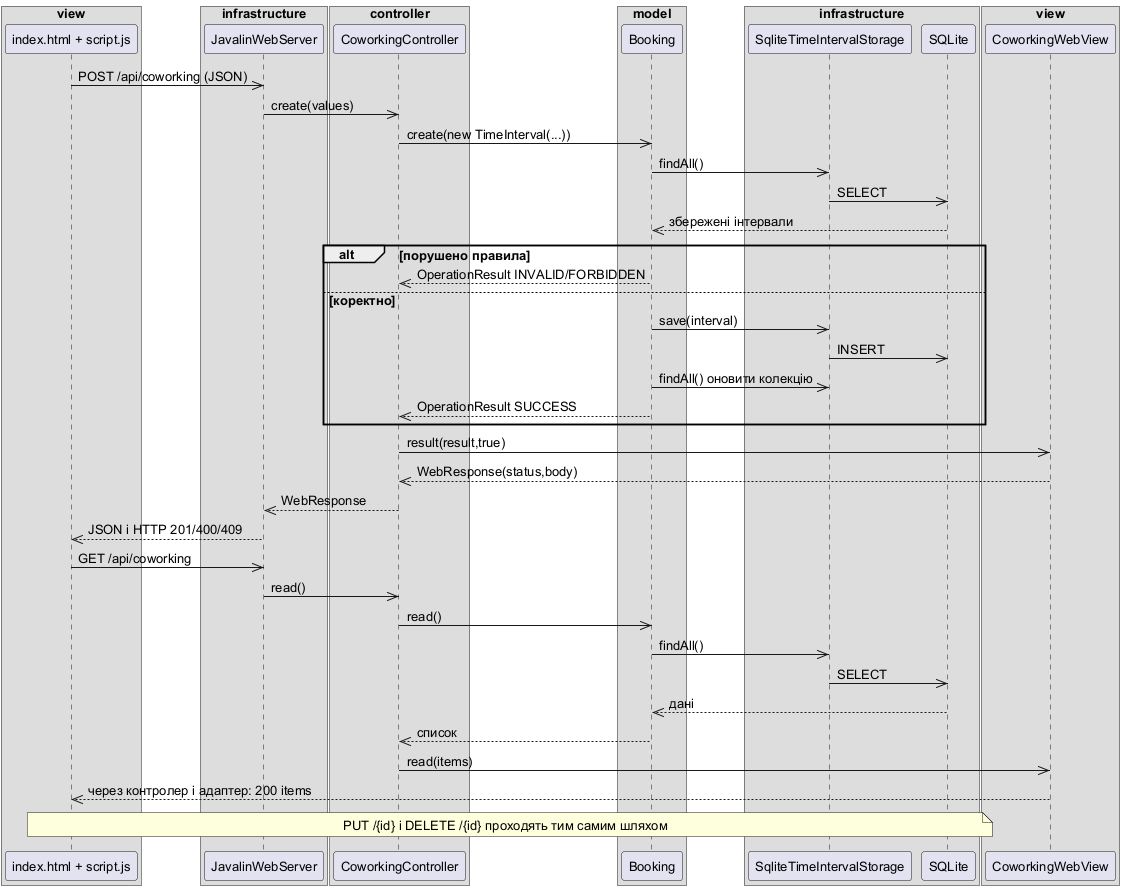 view
infrastructure
controller
model
infrastructure
view
index.html + script.js
JavalinWebServer
CoworkingController
Booking
SqliteTimeIntervalStorage
SQLite
CoworkingWebView
POST /api/coworking (JSON)
create(values)
create(new TimeInterval(...))
findAll()
SELECT
збережені інтервали
alt
[порушено правила]
OperationResult INVALID/FORBIDDEN
[коректно]
save(interval)
INSERT
findAll() оновити колекцію
OperationResult SUCCESS
result(result,true)
WebResponse(status,body)
WebResponse
JSON і HTTP 201/400/409
GET /api/coworking
read()
read()
findAll()
SELECT
дані
список
read(items)
через контролер і адаптер: 200 items
PUT /{id} і DELETE /{id} проходять тим самим шляхом
index.html + script.js
JavalinWebServer
CoworkingController
Booking
SqliteTimeIntervalStorage
SQLite
CoworkingWebView